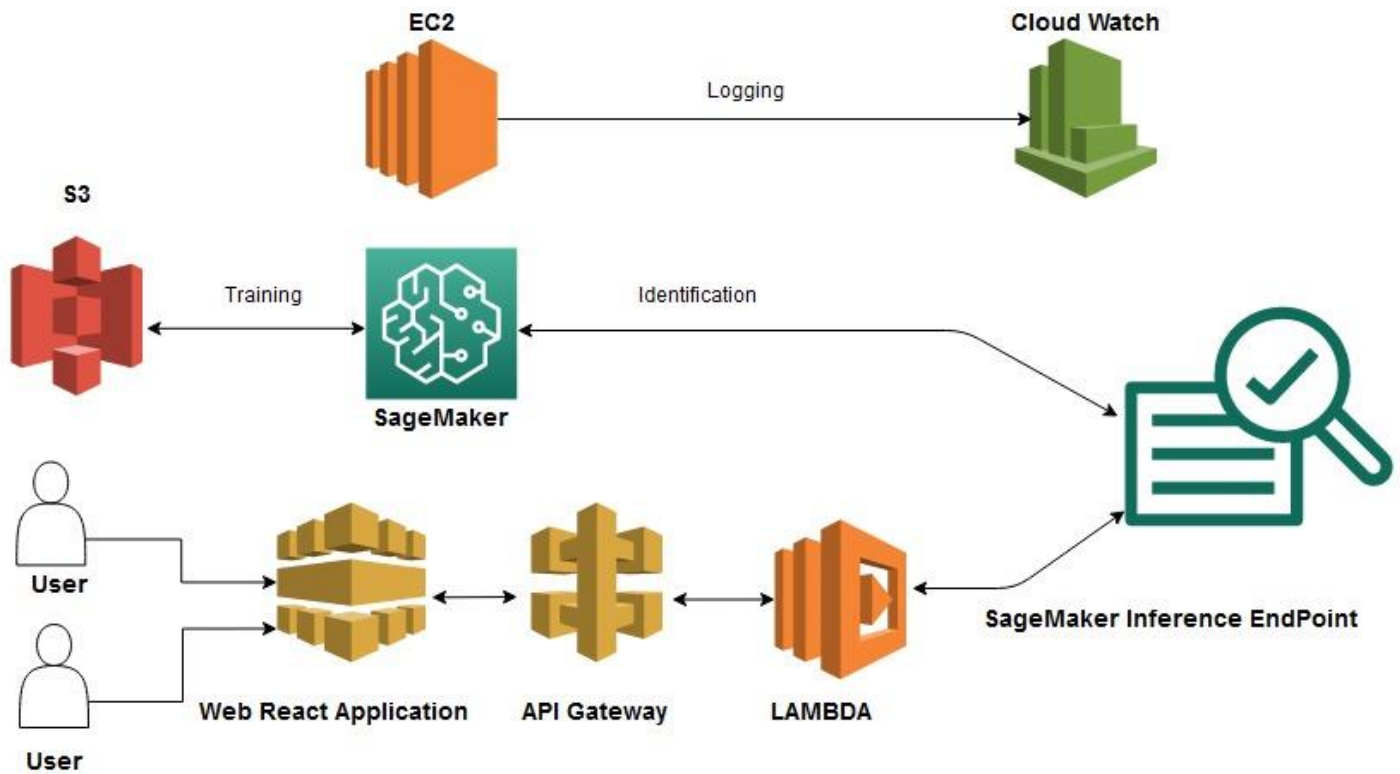 EC2
Cloud Watch
Logging
S3
Training
Identification
SageMaker
User
SageMaker Inference EndPoint
Web React Application
API Gateway
LAMBDA
User